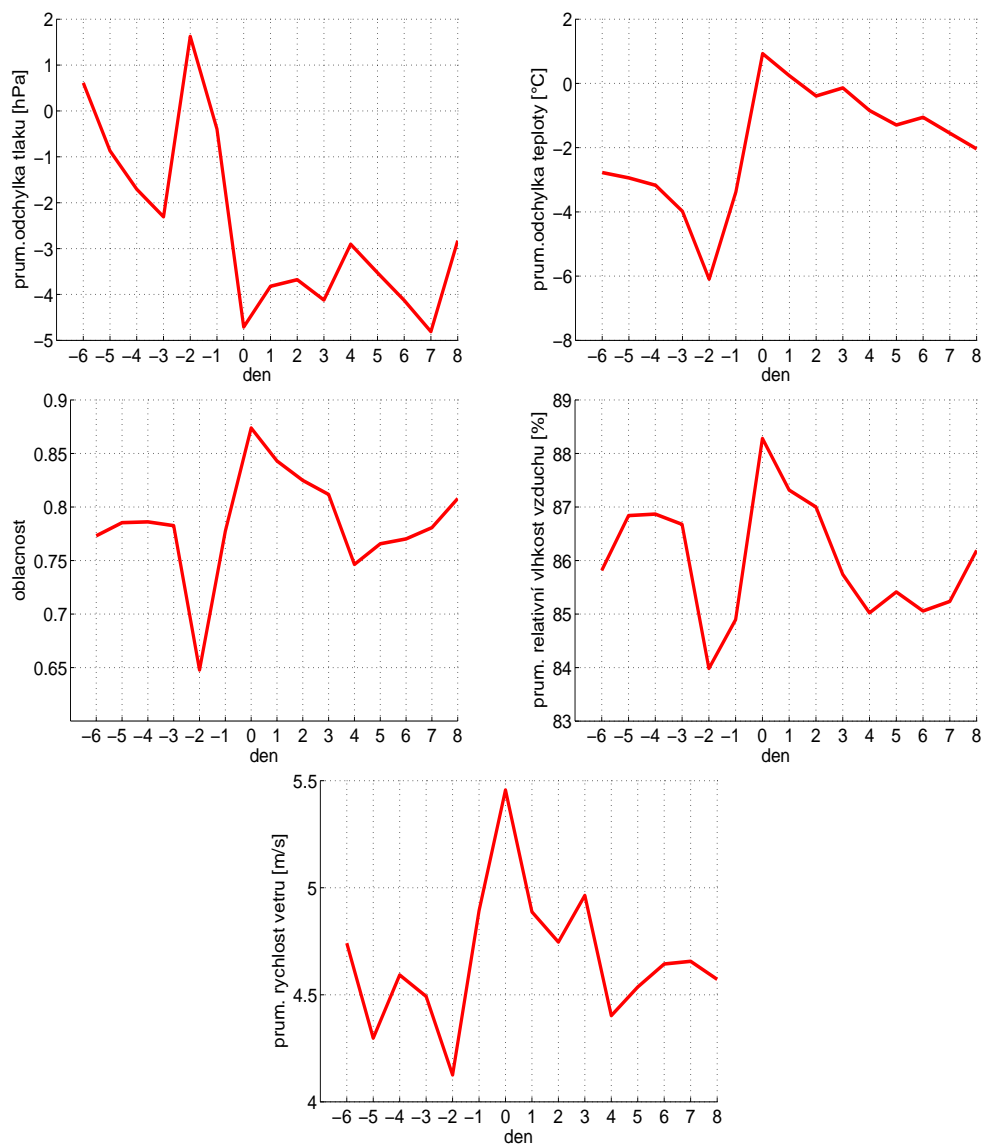 2
1
0
−1
−2
−3
−4
−5
−6 −5 −4 −3 −2 −1 0 1 2 3 4 5 6 7 8
den
prum.odchylka tlaku [hPa]
2
0
−2
−4
−6
−8
−6 −5 −4 −3 −2 −1 0 1 2 3 4 5 6 7 8
den
prum.odchylka teploty [°C]
0.9
0.85
0.8
0.75
0.7
0.65
−6 −5 −4 −3 −2 −1 0 1 2 3 4 5 6 7 8
den
oblacnost
89
88
87
86
85
84
83
−6 −5 −4 −3 −2 −1 0 1 2 3 4 5 6 7 8
den
prum. relativní vlhkost vzduchu [%]
5.5
5
4.5
4
−6 −5 −4 −3 −2 −1 0 1 2 3 4 5 6 7 8
den
prum. rychlost vetru [m/s]